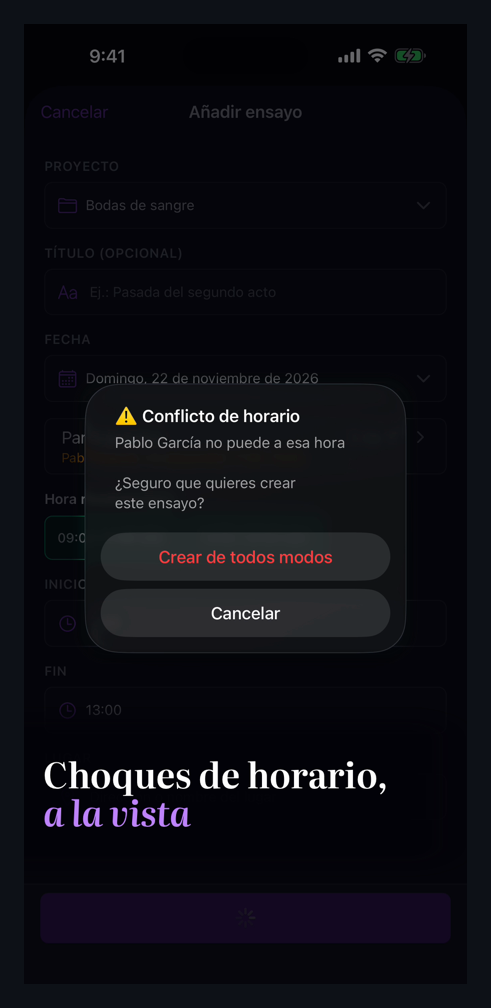 9:41
Cancelar
Añadir ensayo
PROYECTO
Bodas de sangre
TÍTULO (OPCIONAL)
Aa Ej.: Pasada del segundo acto
FECHA
Domingo, 22 de noviembre de 2026
⚠️ Conflicto de horario
Pablo García no puede a esa hora
¿Seguro que quieres crear
este ensayo?
Crear de todos modos
Cancelar
Hora
FIN
13:00
Choques de horario,
a la vista